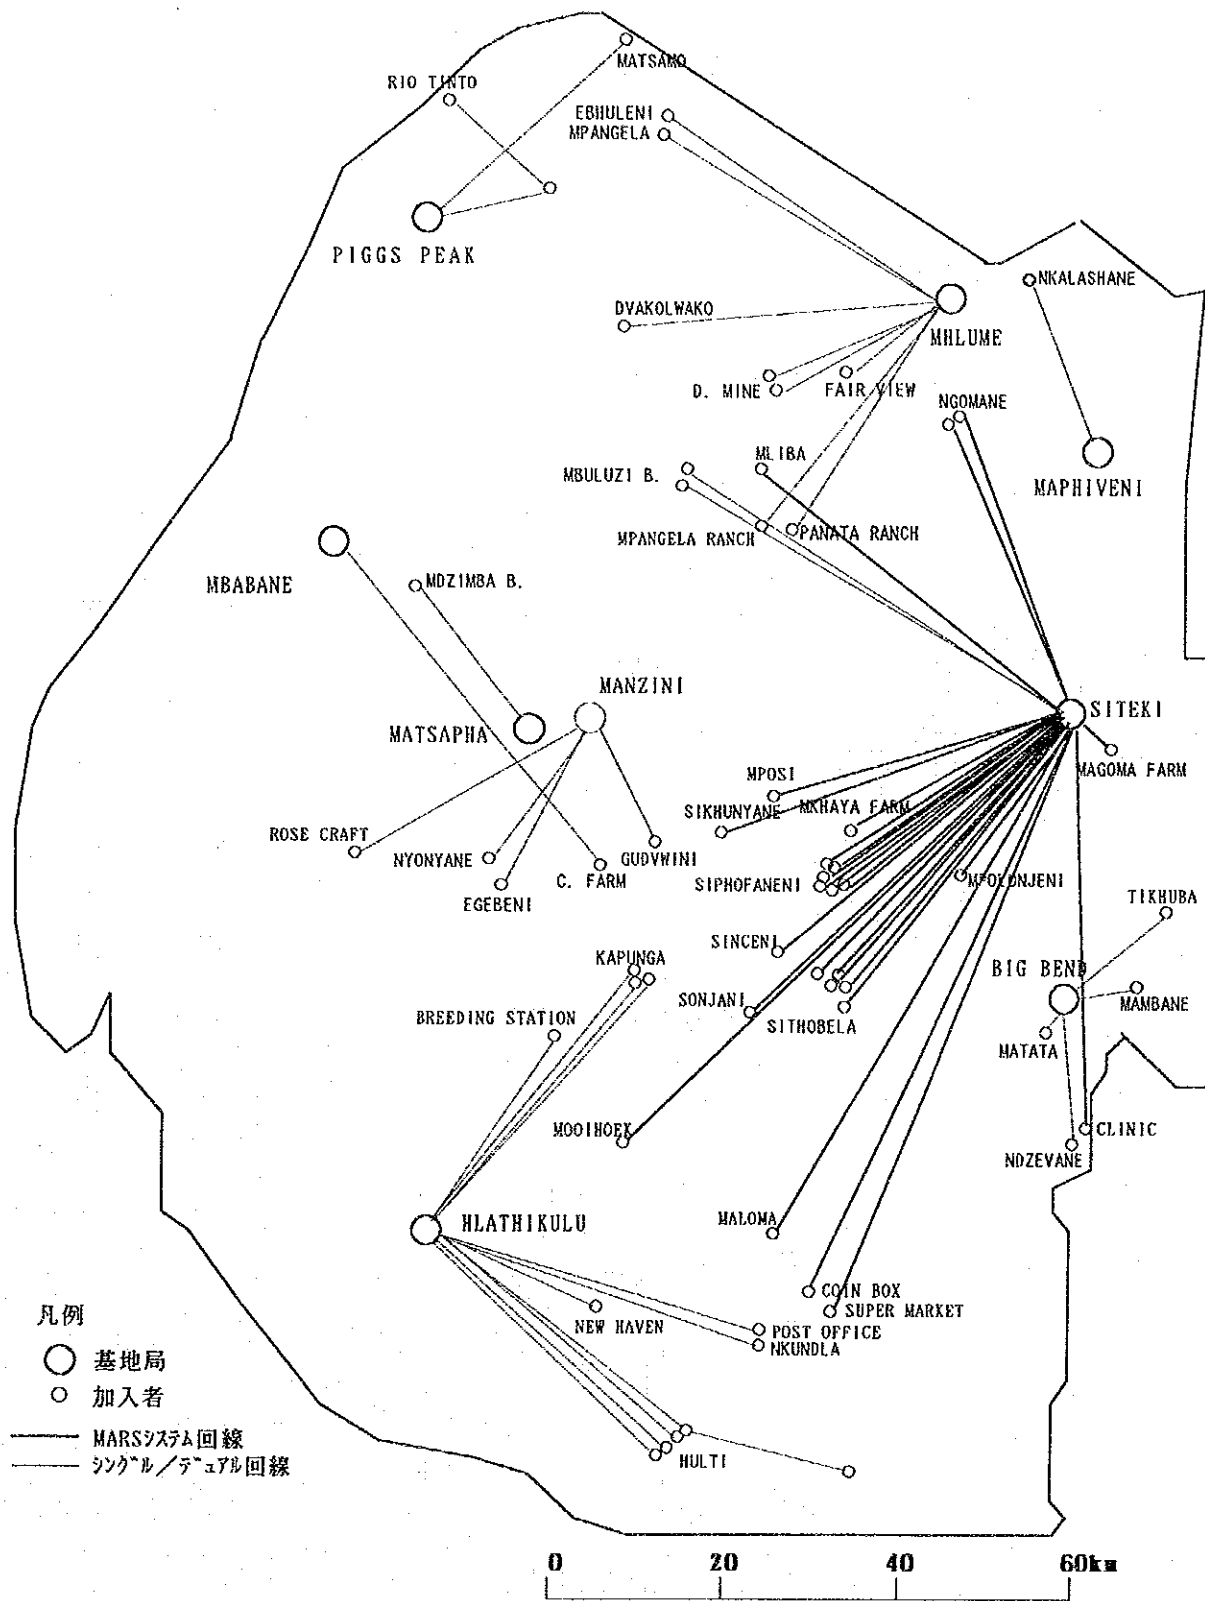 MATSAMO
RIO TINTO
EBHULENI
MPANGELA
PIGGS PEAK
NKALASHANE
DVAKOLWAKO
MHLUME
D. MINE
FAIR VIEW
NGOMANE
MLIBA
MBULUZI B.
MAPHIVENI
MPANGELA RANCH
PANATA RANCH
MBABANE
MDZIMBA B.
MANZINI
SITEKI
MATSAPHA
MAGOMA FARM
MPOSI
SIKHUNYANE
MKHAYA FARM
ROSE CRAFT
NYONYANE
GUDVWINI
C. FARM
SIPHOFANENI
MPOLONJENI
EGEBENI
TIKHUBA
SINCENI
KAPUNGA
BIG BEND
SONJANI
MAMBANE
BREEDING STATION
SITHOBELA
MATATA
MOOIHOEK
CLINIC
NDZEVANE
HLATHIKULU
MALOMA
COIN BOX
SUPER MARKET
NEW HAVEN
POST OFFICE
NKUNDLA
HULTI
凡例
基地局
加入者
MARSシステム回線
シングル/デュアル回線
0 20 40 60km